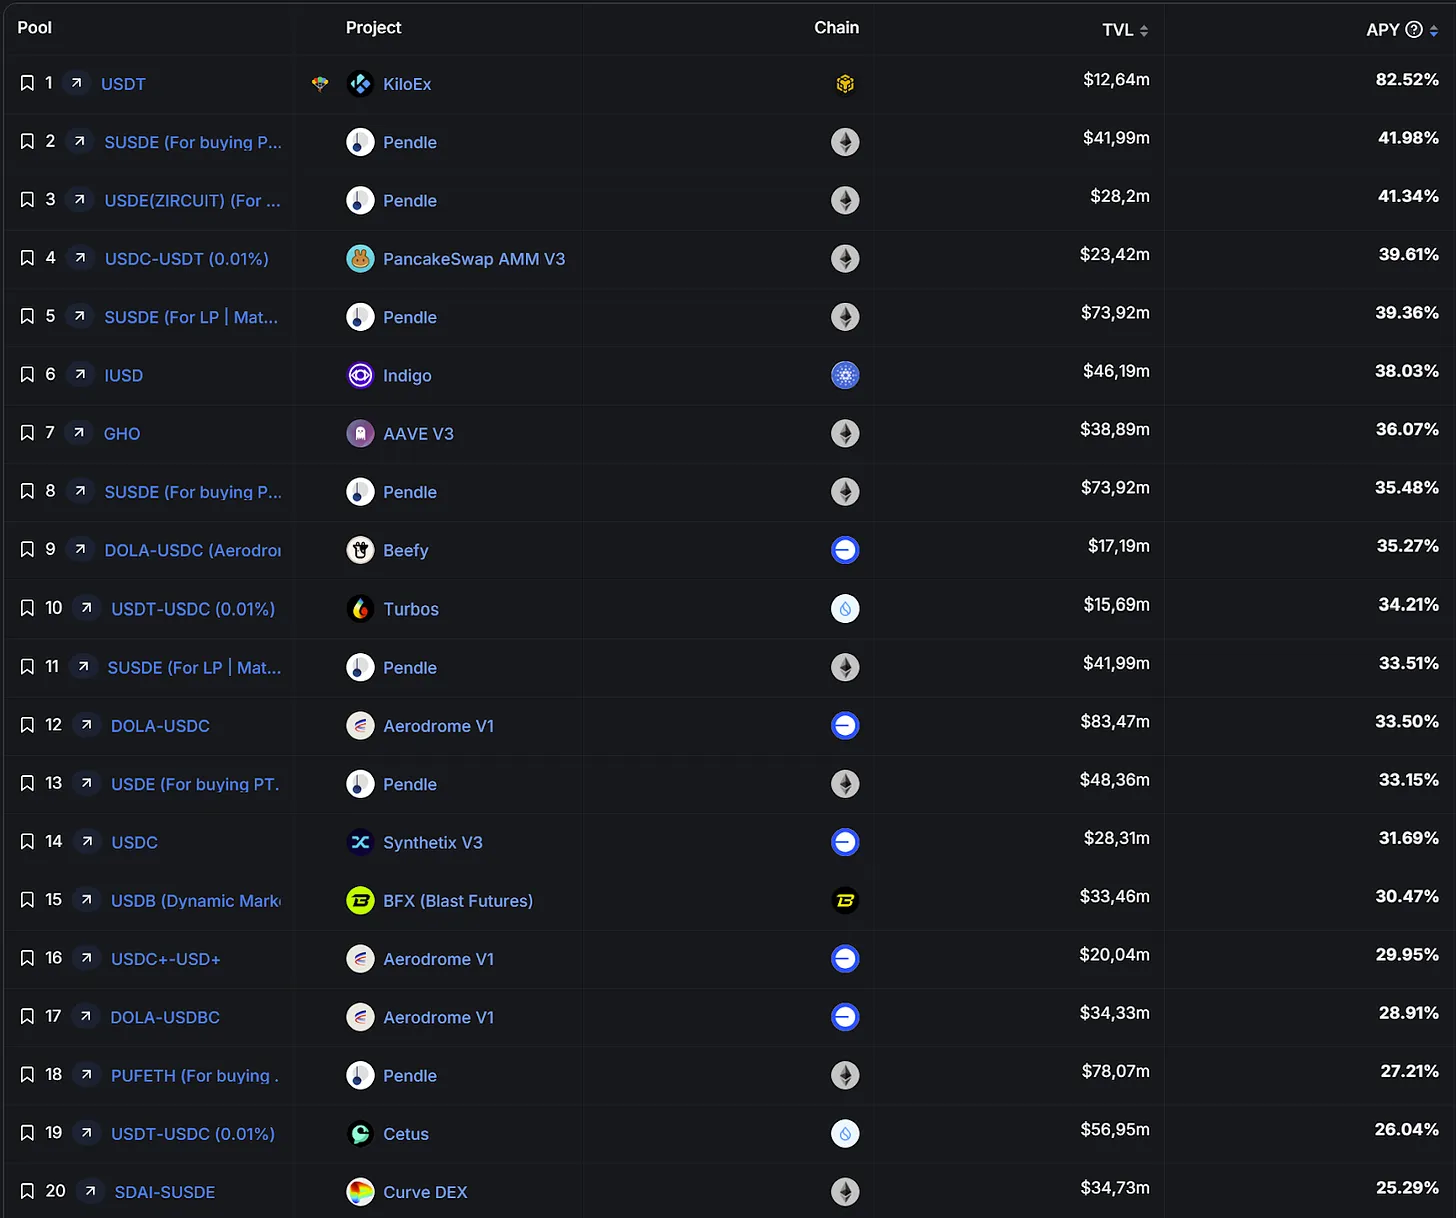 Pool Project Chain TVL APY ?
1 USDT KiloEx $12,64m 82.52%
2 SUSDE (For buying P... Pendle $41,99m 41.98%
3 USDE(ZIRCUIT) (For ... Pendle $28,2m 41.34%
4 USDC-USDT (0.01%) PancakeSwap AMM V3 $23,42m 39.61%
5 SUSDE (For LP | Mat... Pendle $73,92m 39.36%
6 IUSD Indigo $46,19m 38.03%
7 GHO AAVE V3 $38,89m 36.07%
8 SUSDE (For buying P... Pendle $73,92m 35.48%
9 DOLA-USDC (Aerodror Beefy $17,19m 35.27%
10 USDT-USDC (0.01%) Turbos $15,69m 34.21%
11 SUSDE (For LP | Mat... Pendle $41,99m 33.51%
12 DOLA-USDC Aerodrome V1 $83,47m 33.50%
13 USDE (For buying PT. Pendle $48,36m 33.15%
14 USDC Synthetix V3 $28,31m 31.69%
15 USDB (Dynamic Mark BFX (Blast Futures) $33,46m 30.47%
16 USDC+-USD+ Aerodrome V1 $20,04m 29.95%
17 DOLA-USDBC Aerodrome V1 $34,33m 28.91%
18 PUFETH (For buying . Pendle $78,07m 27.21%
19 USDT-USDC (0.01%) Cetus $56,95m 26.04%
20 SDAI-SUSDE Curve DEX $34,73m 25.29%